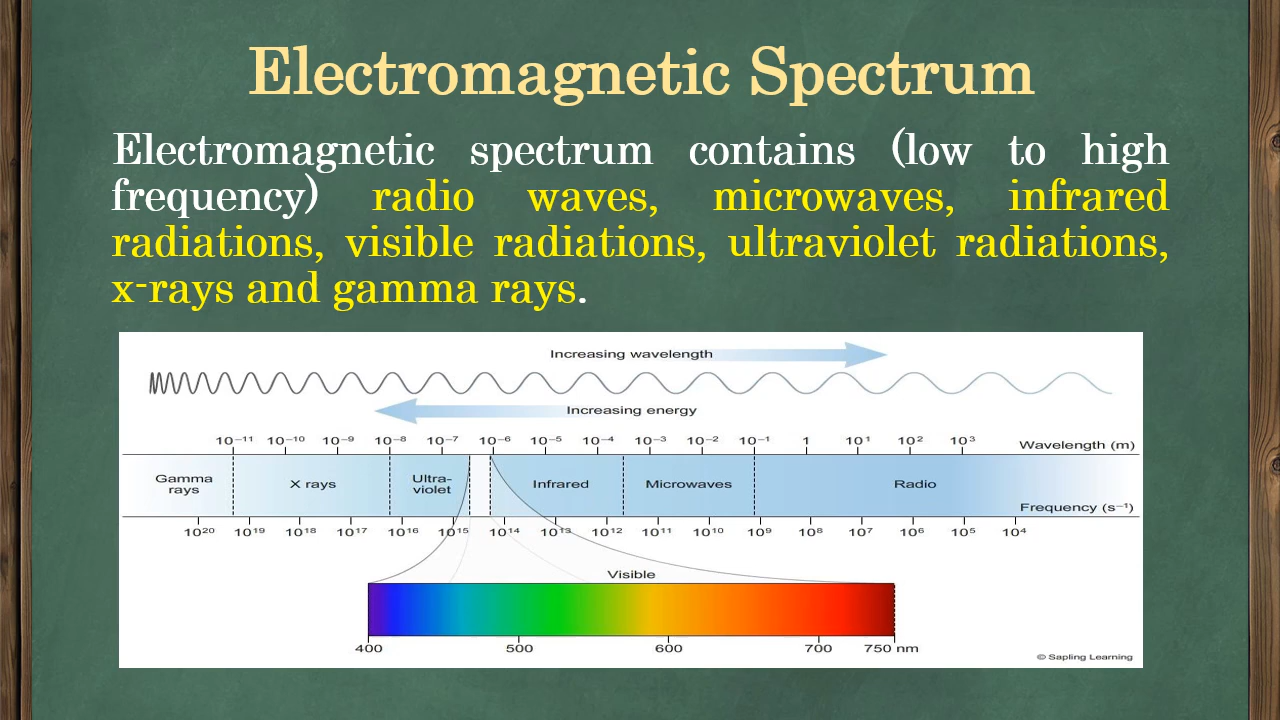 Electromagnetic Spectrum
Electromagnetic spectrum contains (low to high
frequency) radio waves, microwaves, infrared
radiations, visible radiations, ultraviolet radiations,
x-rays and gamma rays.
Increasing wavelength
Increasing energy
10⁻¹¹ 10⁻¹⁰ 10⁻⁹ 10⁻⁸ 10⁻⁷ 10⁻⁶ 10⁻⁵ 10⁻⁴ 10⁻³ 10⁻² 10⁻¹ 1 10¹ 10² 10³ Wavelength (m)
Gamma
rays
X rays
Ultra-
violet
Infrared
Microwaves
Radio
Frequency (s⁻¹)
10²⁰ 10¹⁹ 10¹⁸ 10¹⁷ 10¹⁶ 10¹⁵ 10¹⁴ 10¹³ 10¹² 10¹¹ 10¹⁰ 10⁹ 10⁸ 10⁷ 10⁶ 10⁵ 10⁴
Visible
400 500 600 700 750 nm
© Sapling Learning